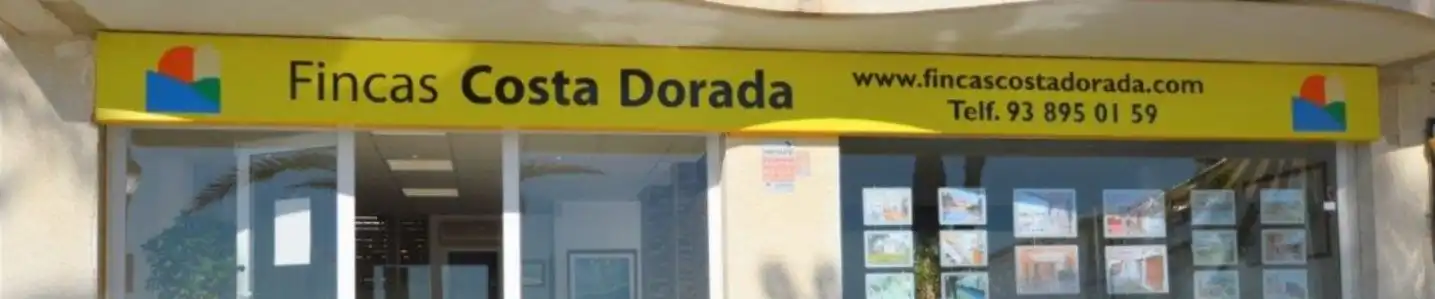 Fincas Costa Dorada
www.fincascostadorada.com
Telf. 93 895 01 59